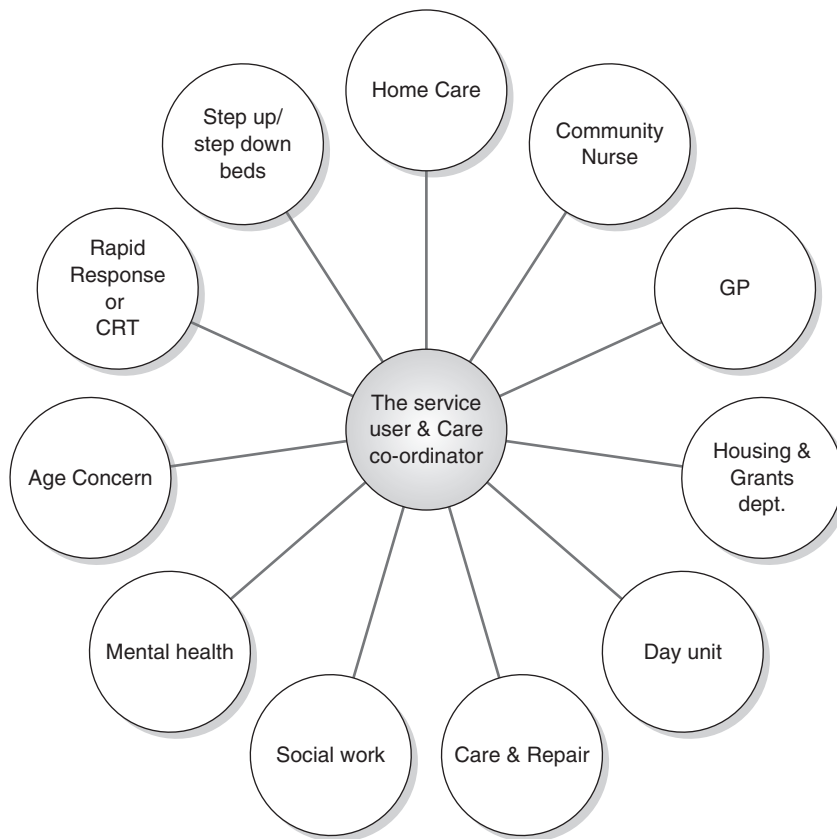 Home Care
Community
Nurse
GP
Housing &
Grants
dept.
Day unit
Care & Repair
Social work
Mental health
Age Concern
Rapid
Response
or
CRT
Step up/
step down
beds
The service
user & Care
co-ordinator